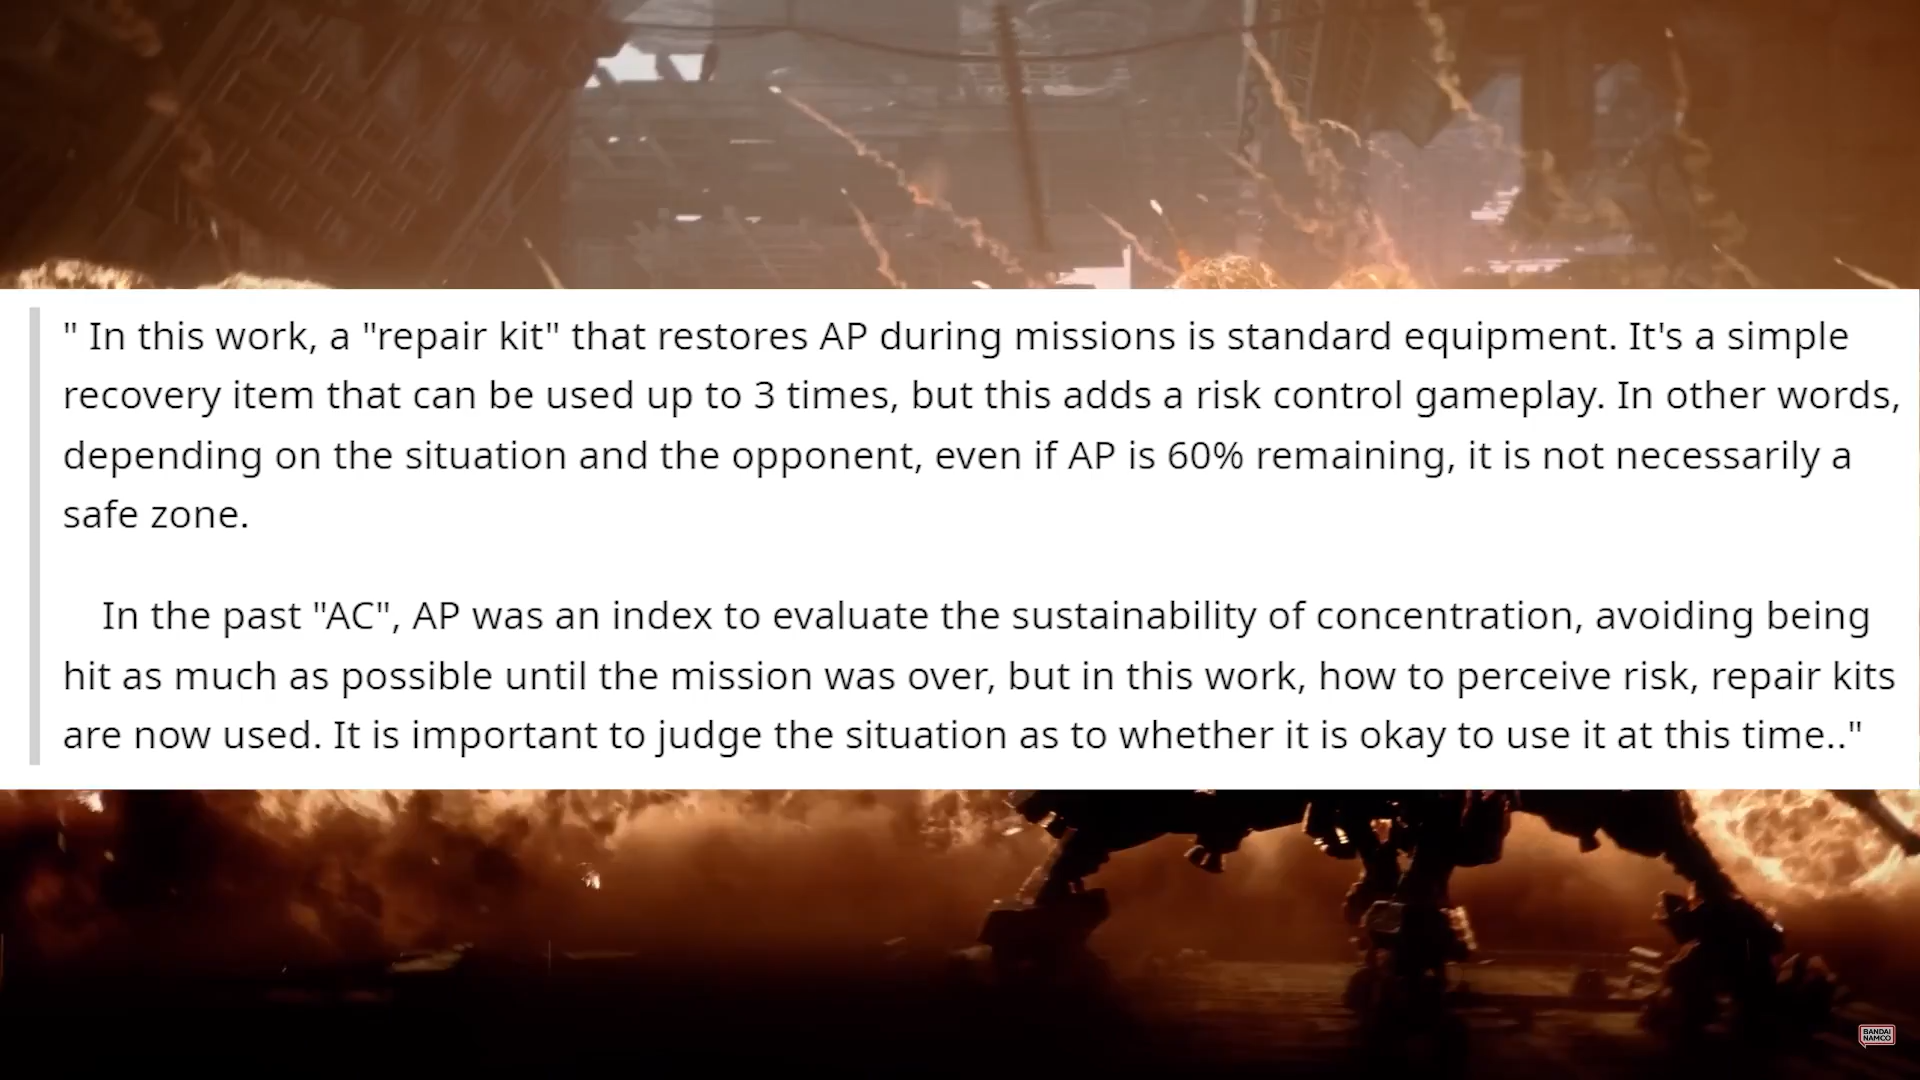 " In this work, a "repair kit" that restores AP during missions is standard equipment. It's a simple
recovery item that can be used up to 3 times, but this adds a risk control gameplay. In other words,
depending on the situation and the opponent, even if AP is 60% remaining, it is not necessarily a
safe zone.
In the past "AC", AP was an index to evaluate the sustainability of concentration, avoiding being
hit as much as possible until the mission was over, but in this work, how to perceive risk, repair kits
are now used. It is important to judge the situation as to whether it is okay to use it at this time.."
BANDAI
NAMCO